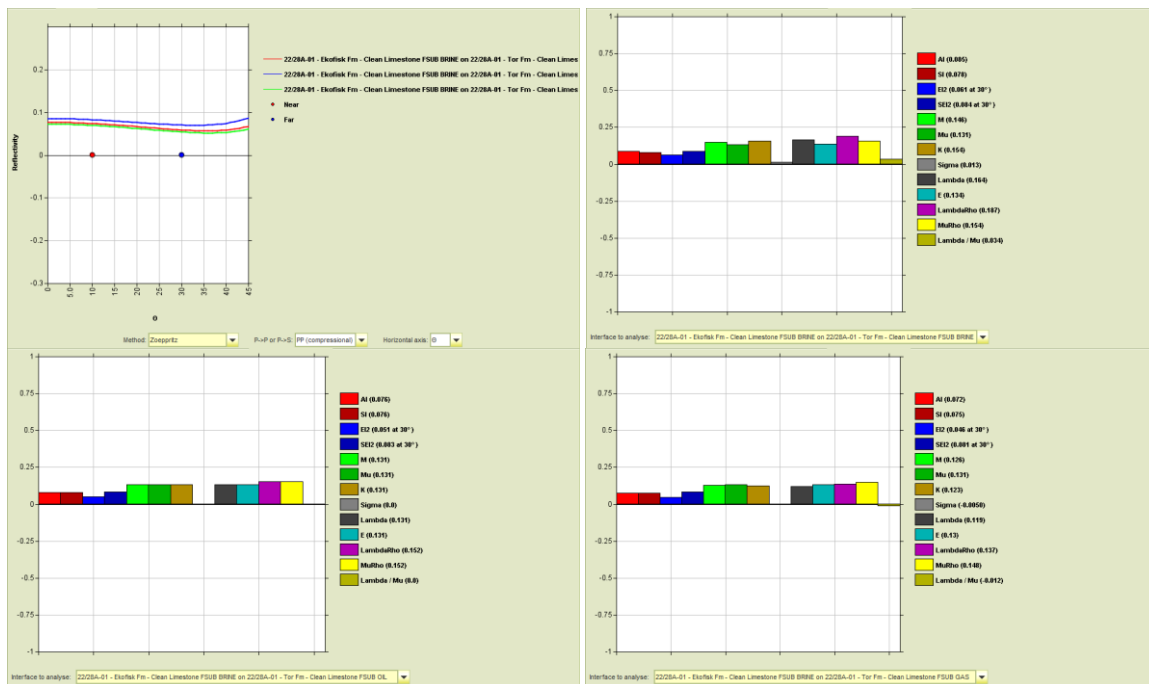 0.2
0.1
0
-0.1
-0.2
-0.3
Reflectivity
0 5.0 10 15 20 25 30 35 40 45
Θ
22/28A-01 - Ekofisk Fm - Clean Limestone FSUB BRINE on 22/28A-01 - Tor Fm - Clean Limes
22/28A-01 - Ekofisk Fm - Clean Limestone FSUB BRINE on 22/28A-01 - Tor Fm - Clean Limes
22/28A-01 - Ekofisk Fm - Clean Limestone FSUB BRINE on 22/28A-01 - Tor Fm - Clean Limes
Near
Far
Method: Zoeppritz P->P or P->S: PP (compressional) Horizontal axis: Θ
1
0.75
0.5
0.25
0
-0.25
-0.5
-0.75
-1
AI (0.085)
SI (0.078)
EI2 (0.061 at 30°)
SEI2 (0.084 at 30°)
M (0.146)
Mu (0.131)
K (0.154)
Sigma (0.013)
Lambda (0.164)
E (0.134)
LambdaRho (0.187)
MuRho (0.154)
Lambda / Mu (0.034)
Interface to analyse: 22/28A-01 - Ekofisk Fm - Clean Limestone FSUB BRINE on 22/28A-01 - Tor Fm - Clean Limestone FSUB BRINE
1
0.75
0.5
0.25
0
-0.25
-0.5
-0.75
-1
AI (0.076)
SI (0.076)
EI2 (0.051 at 30°)
SEI2 (0.083 at 30°)
M (0.131)
Mu (0.131)
K (0.131)
Sigma (0.0)
Lambda (0.131)
E (0.131)
LambdaRho (0.152)
MuRho (0.152)
Lambda / Mu (0.0)
Interface to analyse: 22/28A-01 - Ekofisk Fm - Clean Limestone FSUB BRINE on 22/28A-01 - Tor Fm - Clean Limestone FSUB OIL
1
0.75
0.5
0.25
0
-0.25
-0.5
-0.75
-1
AI (0.072)
SI (0.075)
EI2 (0.046 at 30°)
SEI2 (0.081 at 30°)
M (0.126)
Mu (0.131)
K (0.123)
Sigma (-0.0050)
Lambda (0.119)
E (0.13)
LambdaRho (0.137)
MuRho (0.148)
Lambda / Mu (-0.012)
Interface to analyse: 22/28A-01 - Ekofisk Fm - Clean Limestone FSUB BRINE on 22/28A-01 - Tor Fm - Clean Limestone FSUB GAS